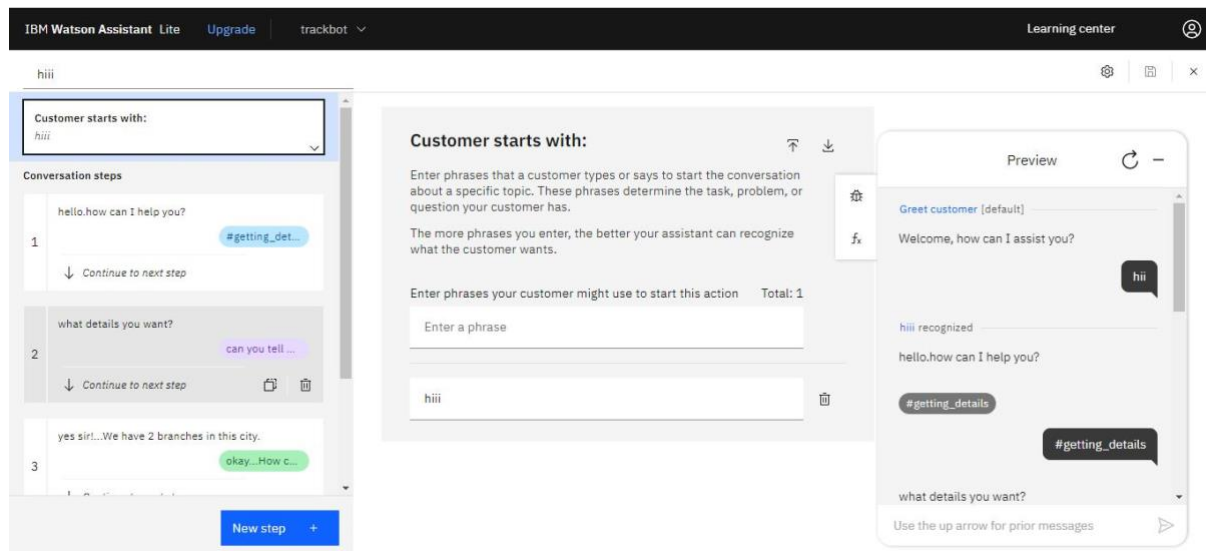 IBM Watson Assistant Lite Upgrade trackbot Learning center
hiii
Customer starts with:
hiii
Conversation steps
1
hello.how can I help you?
#getting_det...
Continue to next step
2
what details you want?
can you tell ...
Continue to next step
3
yes sir!...We have 2 branches in this city.
okay...How c...
New step +
Customer starts with:
Enter phrases that a customer types or says to start the conversation
about a specific topic. These phrases determine the task, problem, or
question your customer has.
The more phrases you enter, the better your assistant can recognize
what the customer wants.
Enter phrases your customer might use to start this action Total: 1
Enter a phrase
hiii
fx
Preview
Greet customer [default]
Welcome, how can I assist you?
hii
hiii recognized
hello.how can I help you?
#getting_details
#getting_details
what details you want?
Use the up arrow for prior messages